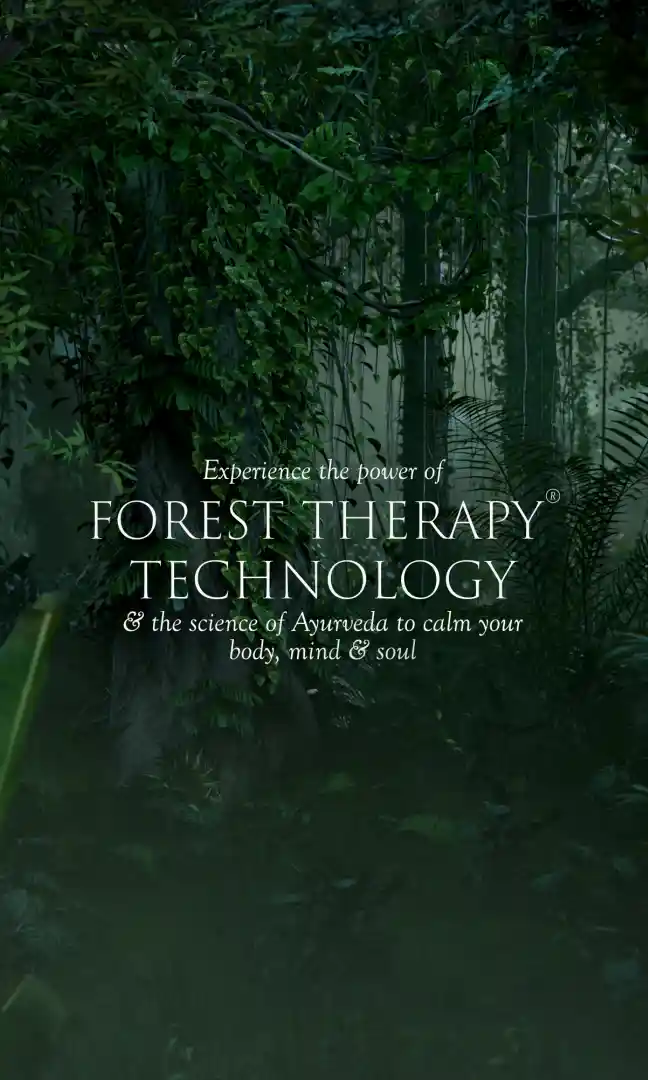 Experience the power of
FOREST THERAPY®
TECHNOLOGY
& the science of Ayurveda to calm your
body, mind & soul